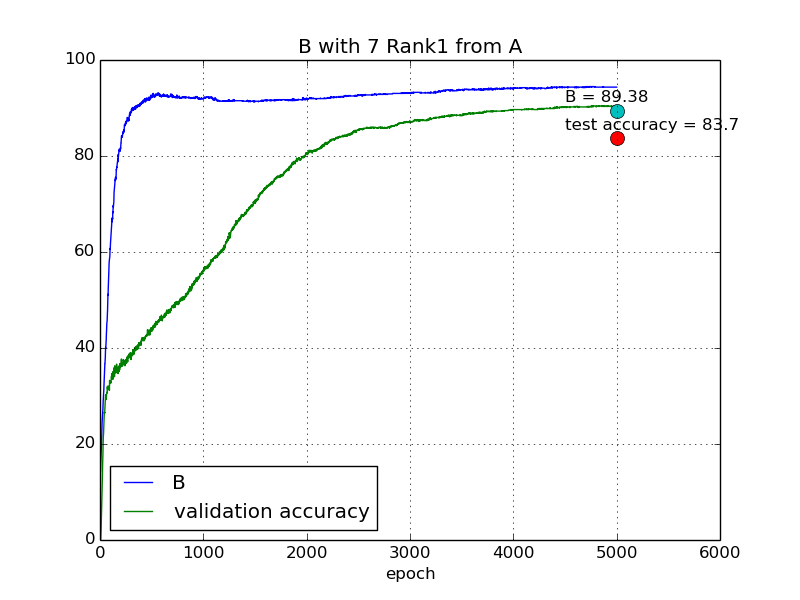 B with 7 Rank1 from A
100
80
60
40
20
0
B = 89.38
test accuracy = 83.7
B
validation accuracy
0 1000 2000 3000 4000 5000 6000
epoch